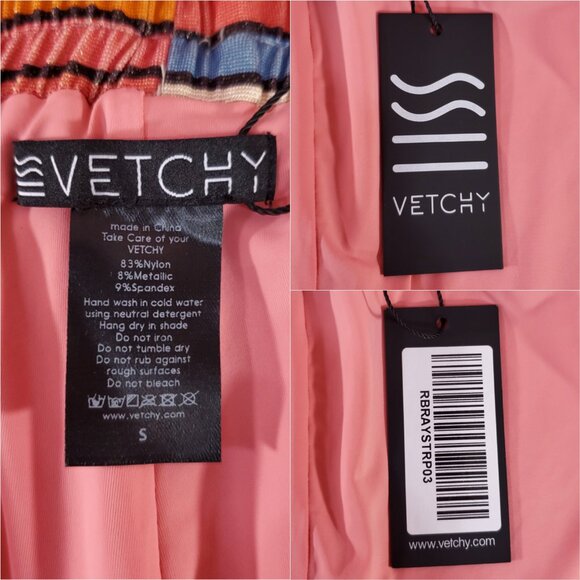 VETCHY
made in China
Take Care of your
VETCHY
83%Nylon
8%Metallic
9%Spandex
Hand wash in cold water
using neutral detergent
Hang dry in shade
Do not iron
Do not tumble dry
Do not rub against
rough surfaces
Do not bleach
www.vetchy.com
S
VETCHY
RBRAYSTRP03
www.vetchy.com